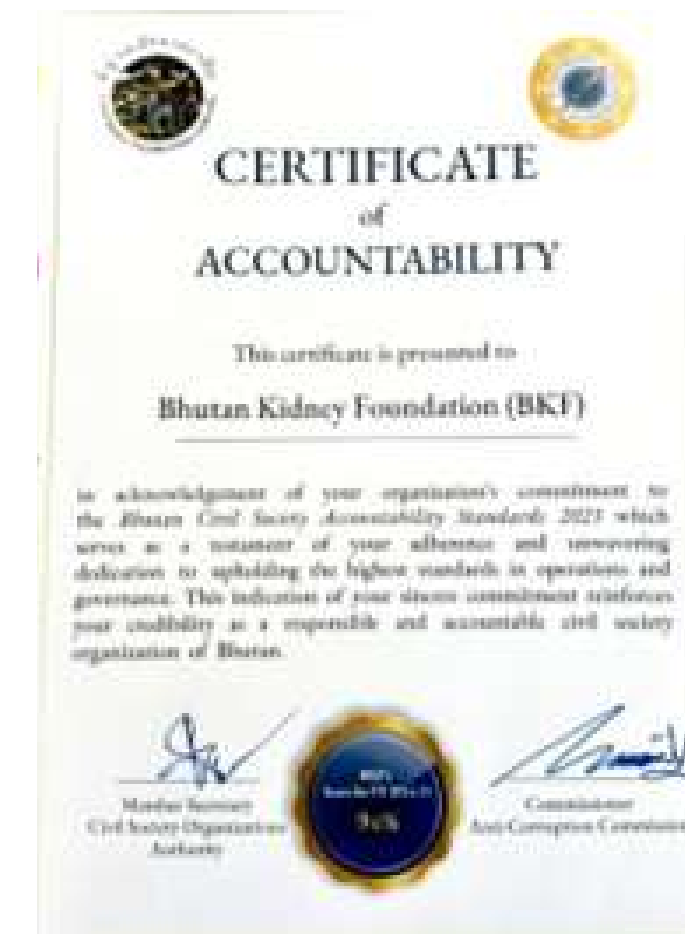 CERTIFICATE
of
ACCOUNTABILITY
This certificate is presented to
Bhutan Kidney Foundation (BKF)
in acknowledgement of your organization's commitment to
the Bhutan Civil Society Accountability Standards 2023 which
serves as a testament of your adherence and unwavering
dedication to upholding the highest standards in operations and
governance. This indication of your sincere commitment reinforces
your credibility as a responsible and accountable civil society
organization of Bhutan.
Member Secretary
Civil Society Organizations
Authority
Commissioner
Anti-Corruption Commission